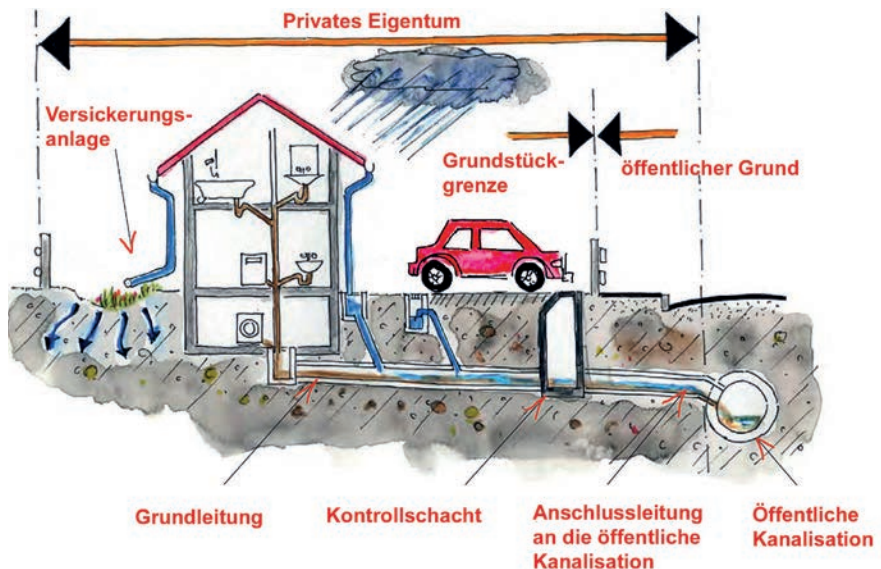 Privates Eigentum
Versickerungs-
anlage
Grundstück-
grenze
öffentlicher Grund
Grundleitung
Kontrollschacht
Anschlussleitung
an die öffentliche
Kanalisation
Öffentliche
Kanalisation